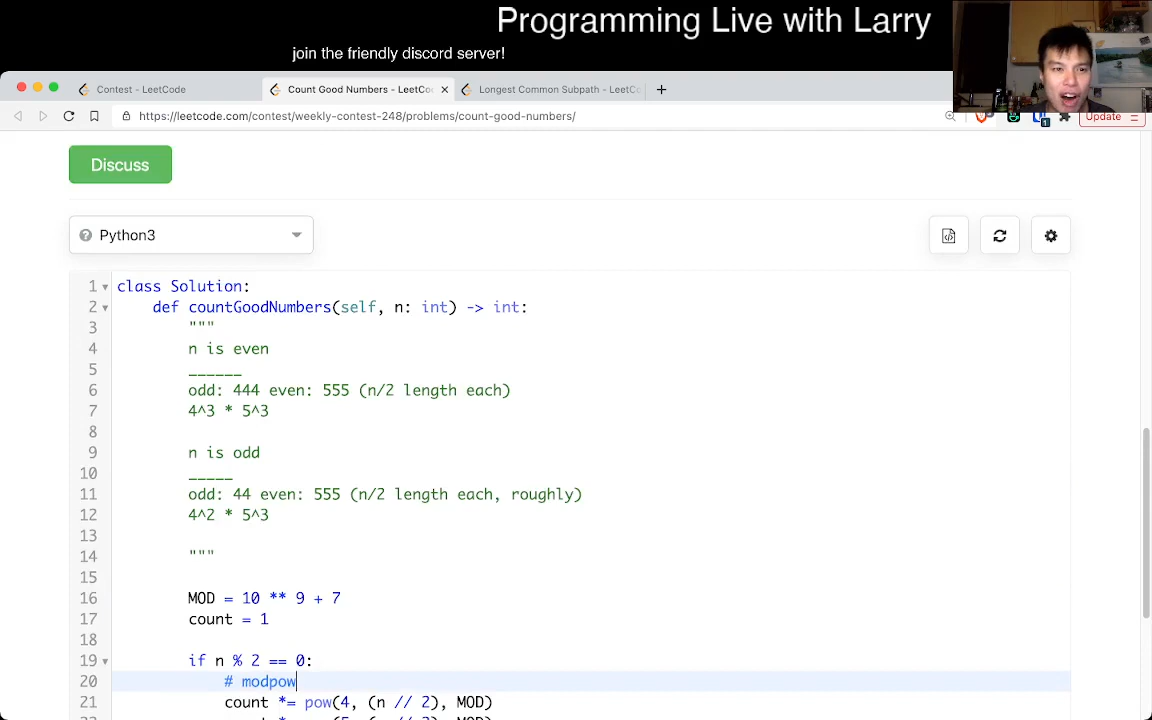 Programming Live with Larry
join the friendly discord server!
Contest - LeetCode
Count Good Numbers - LeetCo
Longest Common Subpath - LeetC
https://leetcode.com/contest/weekly-contest-248/problems/count-good-numbers/
1
Update
Discuss
Python3
1 class Solution:
2 def countGoodNumbers(self, n: int) -> int:
3 """
4 n is even
5 ______
6 odd: 444 even: 555 (n/2 length each)
7 4^3 * 5^3
8
9 n is odd
10 _____
11 odd: 44 even: 555 (n/2 length each, roughly)
12 4^2 * 5^3
13
14 """
15
16 MOD = 10 ** 9 + 7
17 count = 1
18
19 if n % 2 == 0:
20 # modpow
21 count *= pow(4, (n // 2), MOD)